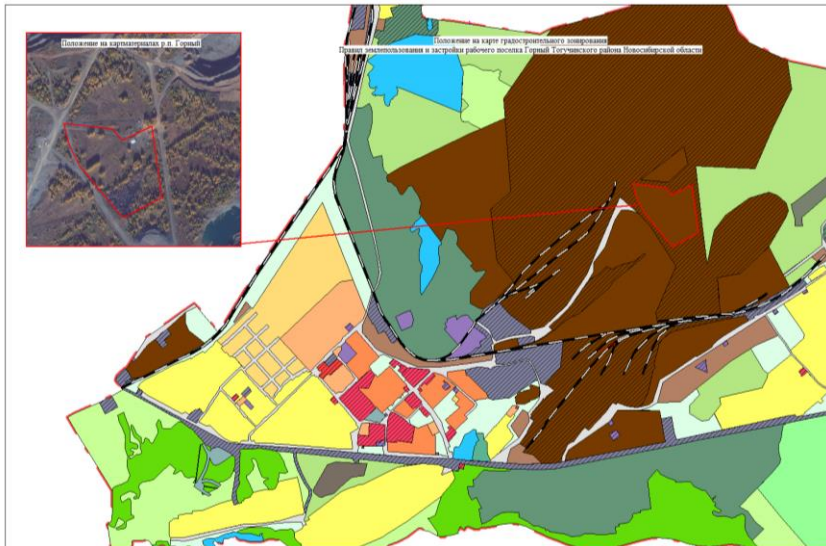 Положение на картматериалах р.п. Горный
Положение на карте градостроительного зонирования
Правил землепользования и застройки рабочего поселка Горный Тогучинского района Новосибирской области